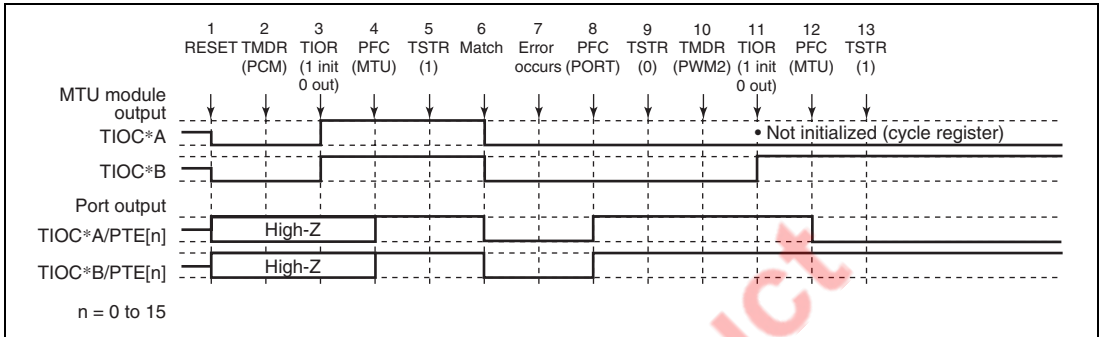 1 2 3 4 5 6 7 8 9 10 11 12 13
RESET TMDR TIOR PFC TSTR Match Error PFC TSTR TMDR TIOR PFC TSTR
(PCM) (1 init (MTU) (1) occurs (PORT) (0) (PWM2) (1 init (MTU) (1)
0 out) 0 out)
MTU module
output
TIOC*A
• Not initialized (cycle register)
TIOC*B
Port output
TIOC*A/PTE[n]
High-Z
TIOC*B/PTE[n]
High-Z
n = 0 to 15